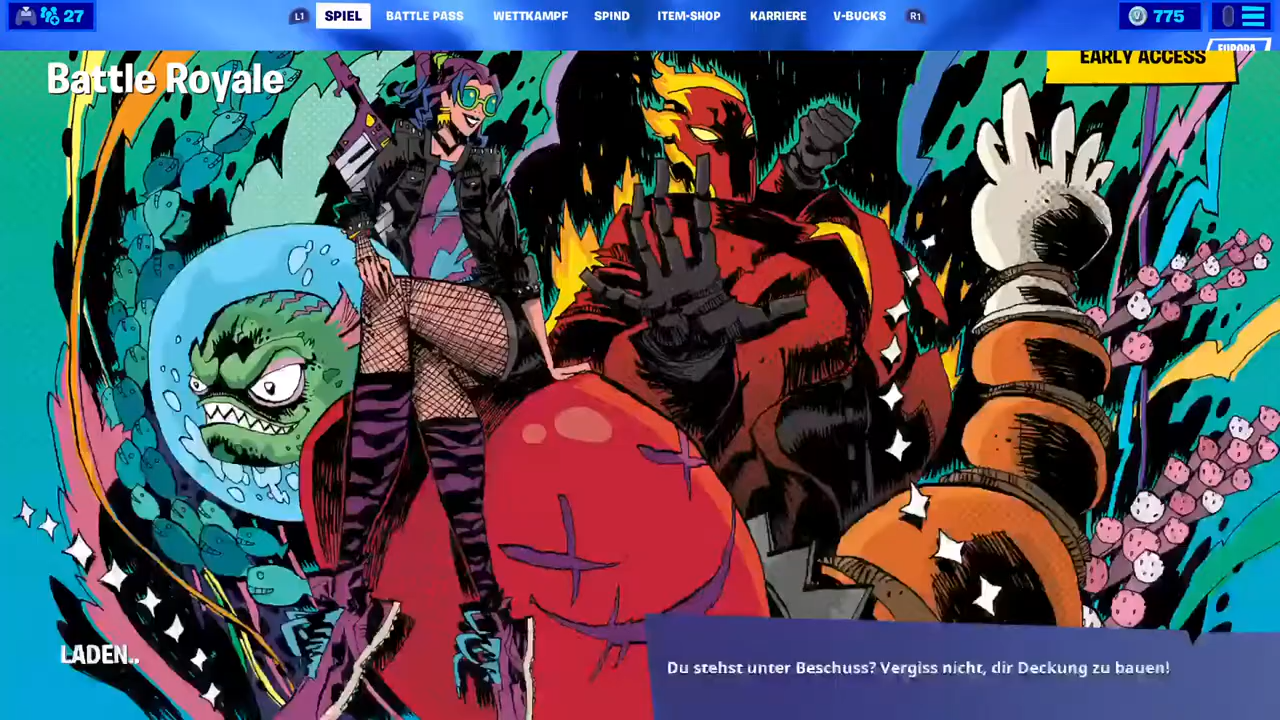 27
L1 SPIEL BATTLE PASS WETTKAMPF SPIND ITEM-SHOP KARRIERE V-BUCKS R1
775
EUROPA
EARLY ACCESS
Battle Royale
LADEN..
Du stehst unter Beschuss? Vergiss nicht, dir Deckung zu bauen!